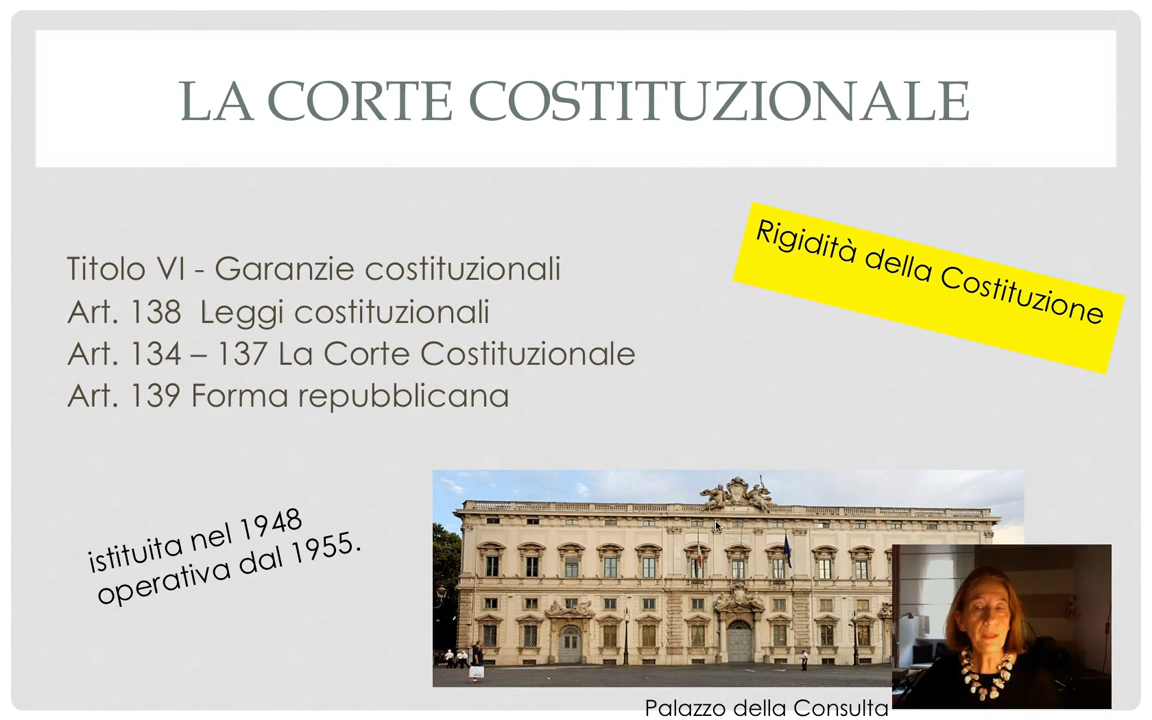 LA CORTE COSTITUZIONALE
Rigidità della Costituzione
Titolo VI - Garanzie costituzionali
Art. 138  Leggi costituzionali
Art. 134 – 137 La Corte Costituzionale
Art. 139 Forma repubblicana
istituita nel 1948
operativa dal 1955.
Palazzo della Consulta